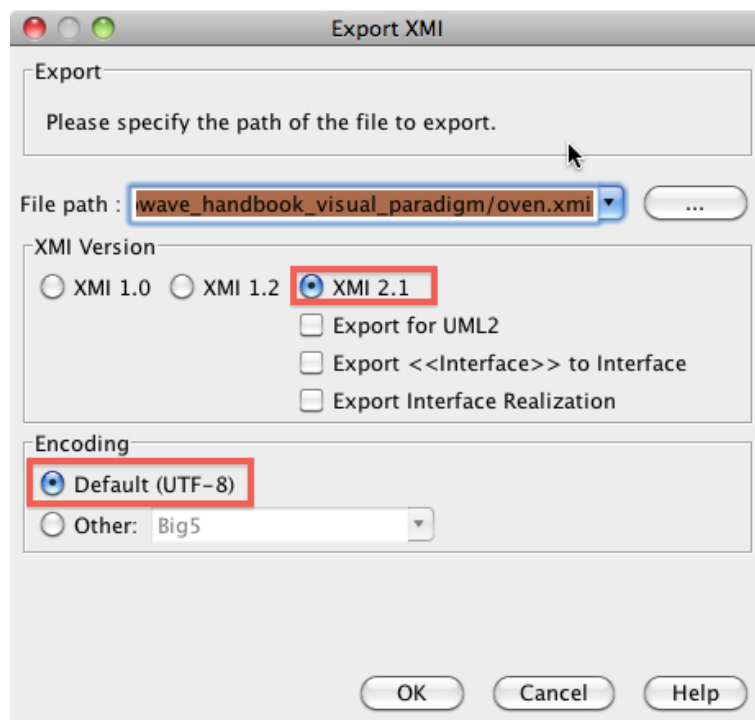 Export XMI
Export
Please specify the path of the file to export.
File path : wave_handbook_visual_paradigm/oven.xmi ...
XMI Version
XMI 1.0 XMI 1.2 XMI 2.1
Export for UML2
Export <<Interface>> to Interface
Export Interface Realization
Encoding
Default (UTF-8)
Other: Big5
OK Cancel Help